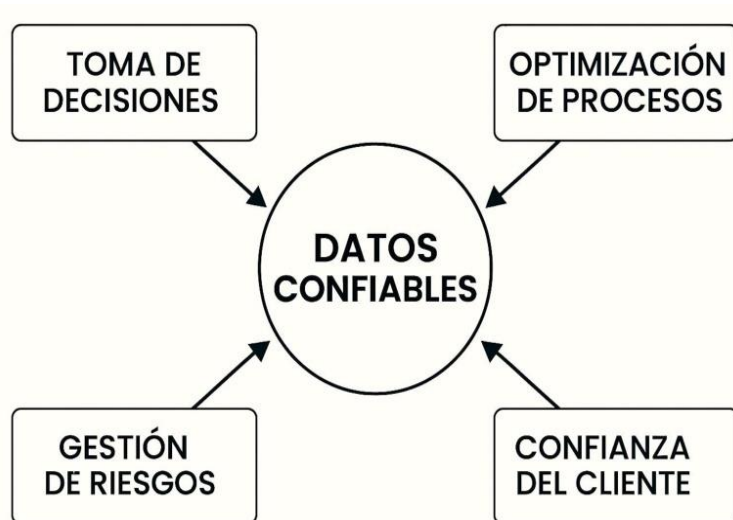 TOMA DE
DECISIONES
OPTIMIZACIÓN
DE PROCESOS
DATOS
CONFIABLES
GESTIÓN
DE RIESGOS
CONFIANZA
DEL CLIENTE